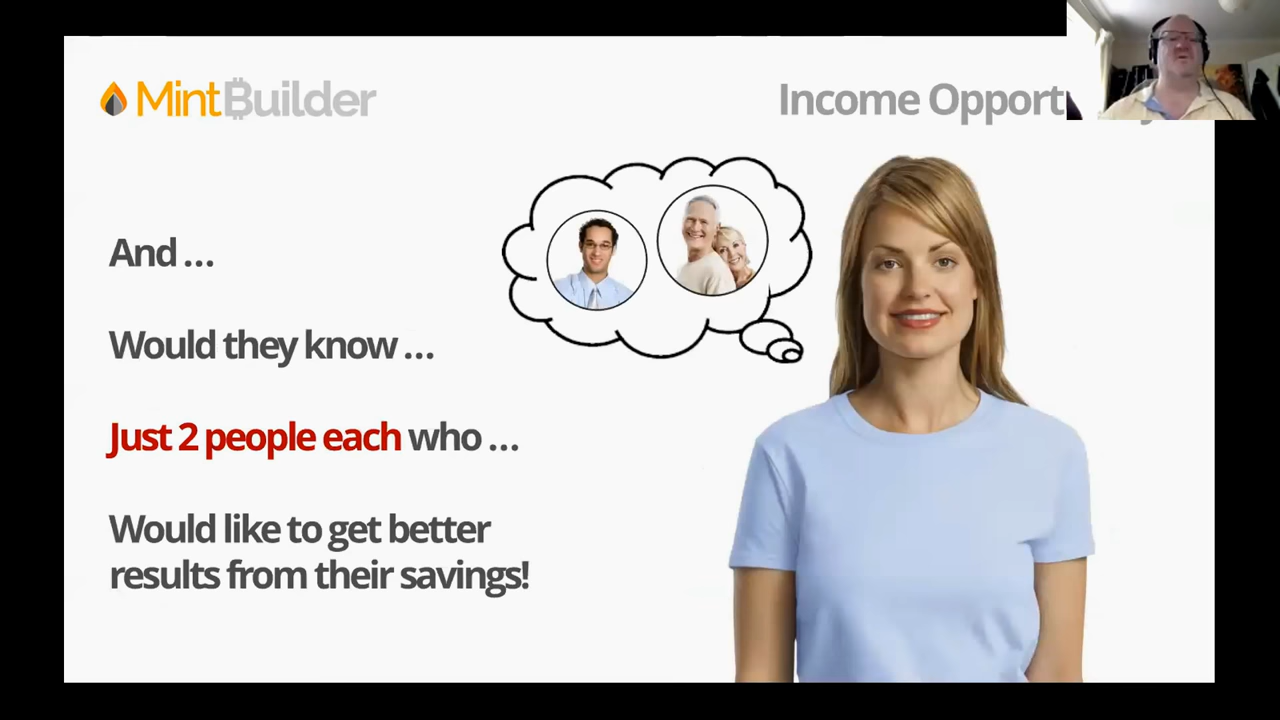 MintBuilder
Income
And ...
Would they know ...
Just 2 people each who ...
Would like to get better
results from their savings!